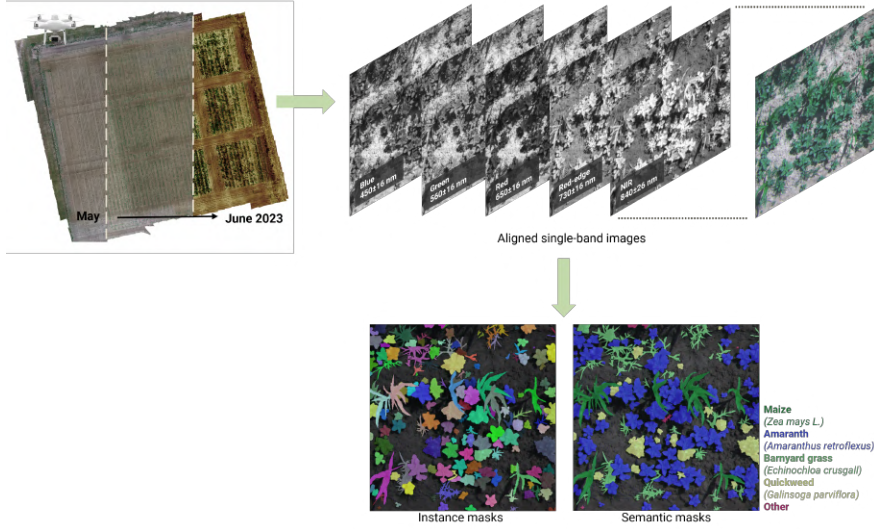 May
June 2023
Blue
450±16 nm
Green
560±16 nm
Red
650±16 nm
Red-edge
730±16 nm
NIR
840±26 nm
Aligned single-band images
Instance masks
Semantic masks
Maize
(Zea mays L.)
Amaranth
(Amaranthus retroflexus)
Barnyard grass
(Echinochloa crusgall)
Quickweed
(Galinsoga parviflora)
Other